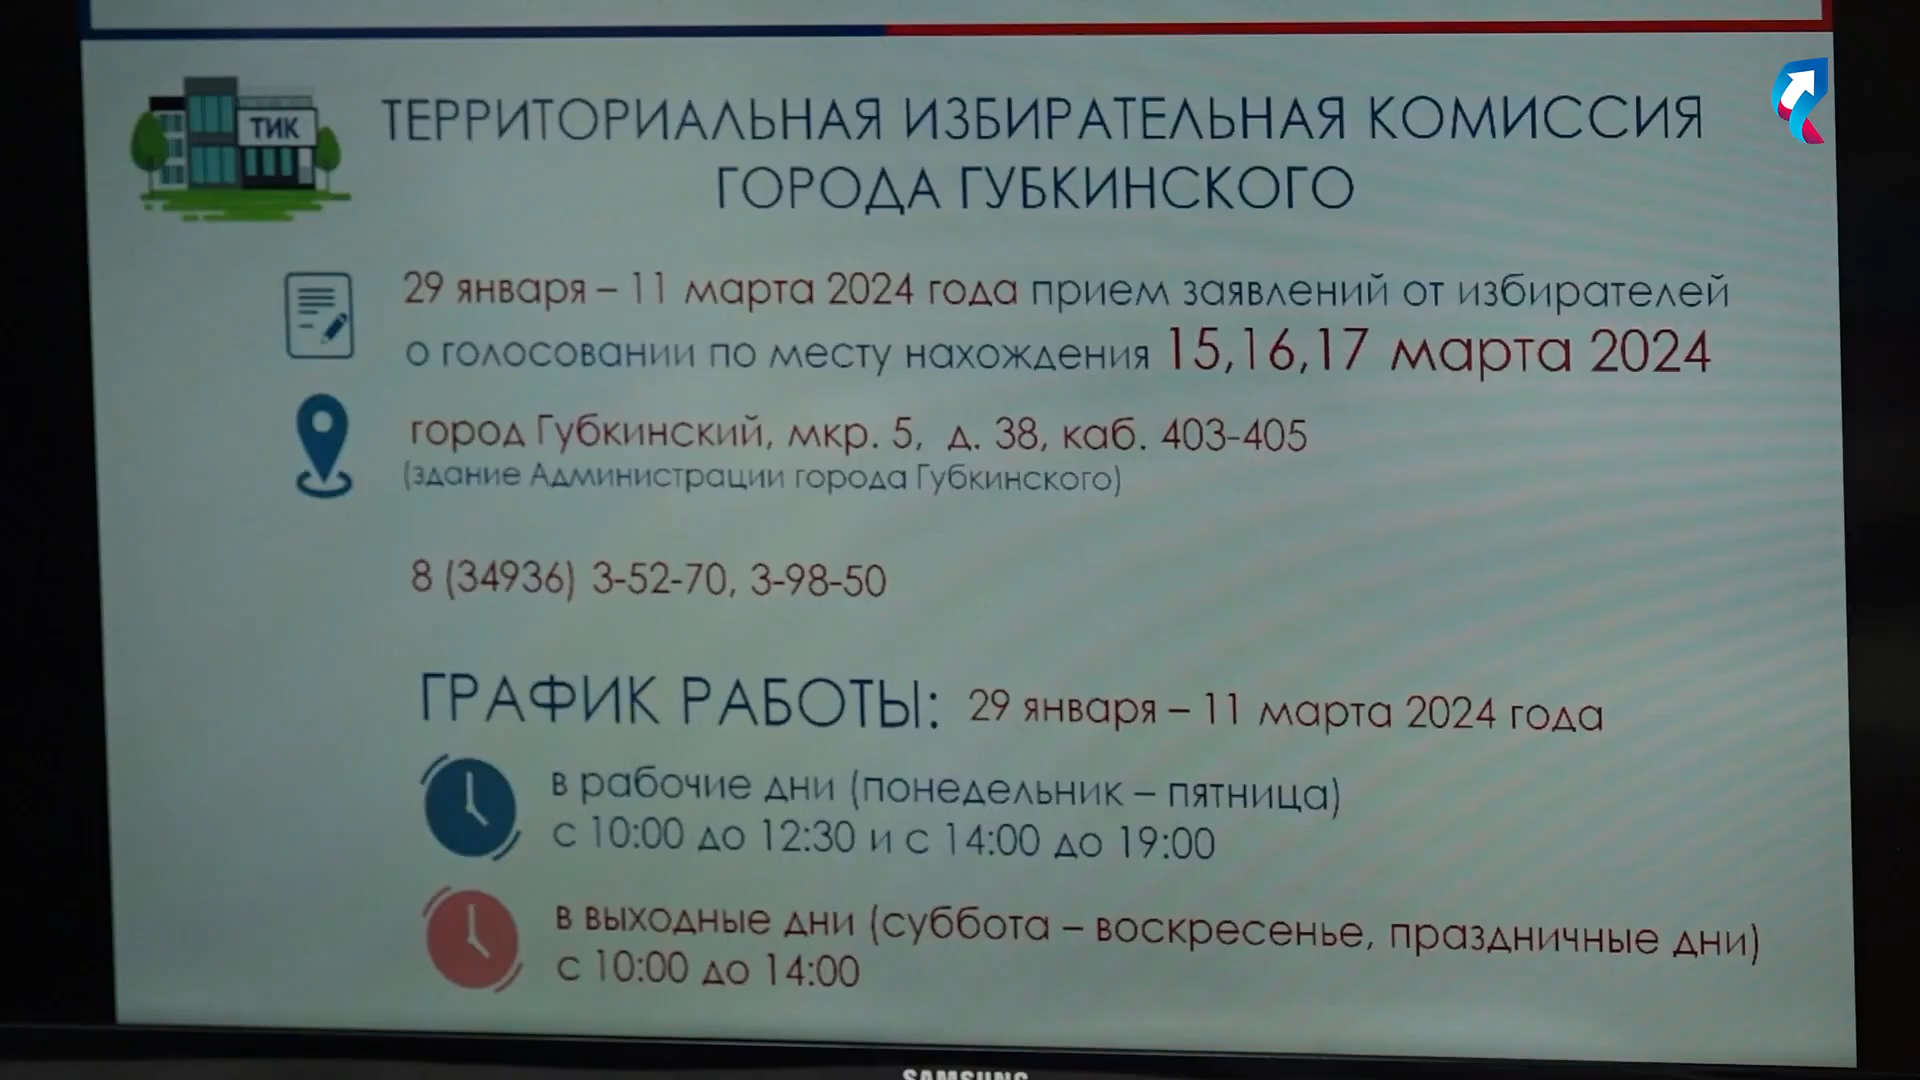 ТИК
ТЕРРИТОРИАЛЬНАЯ ИЗБИРАТЕЛЬНАЯ КОМИССИЯ
ГОРОДА ГУБКИНСКОГО
29 января – 11 марта 2024 года прием заявлений от избирателей
о голосовании по месту нахождения 15,16,17 марта 2024
город Губкинский, мкр. 5, д. 38, каб. 403-405
(здание Администрации города Губкинского)
8 (34936) 3-52-70, 3-98-50
ГРАФИК РАБОТЫ: 29 января – 11 марта 2024 года
в рабочие дни (понедельник – пятница)
с 10:00 до 12:30 и с 14:00 до 19:00
в выходные дни (суббота – воскресенье, праздничные дни)
с 10:00 до 14:00
SAMSUNG